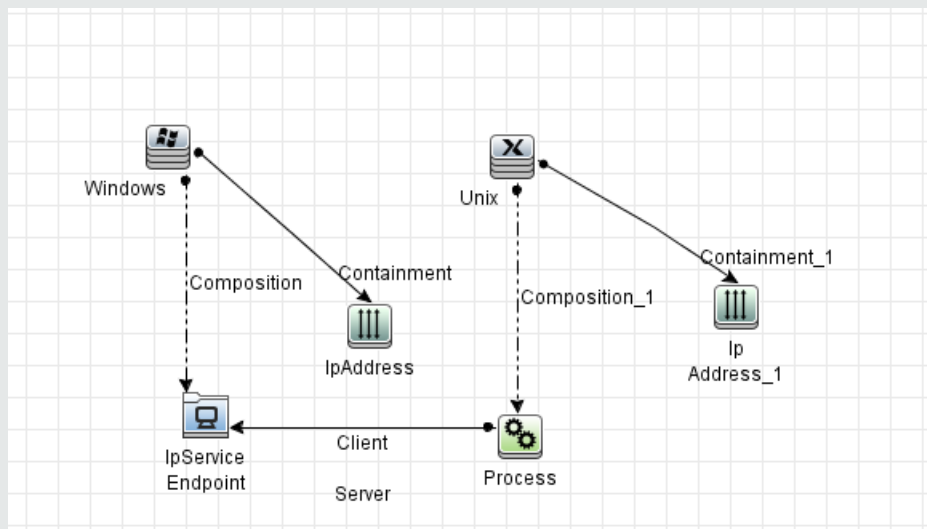 Windows
Unix
Containment_1
Containment
Composition
Composition_1
Ip
Address_1
IpAddress
Client
IpService
Endpoint
Process
Server